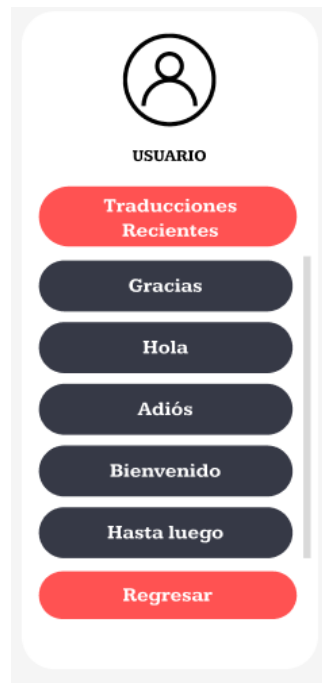 USUARIO
Traducciones
Recientes
Gracias
Hola
Adiós
Bienvenido
Hasta luego
Regresar